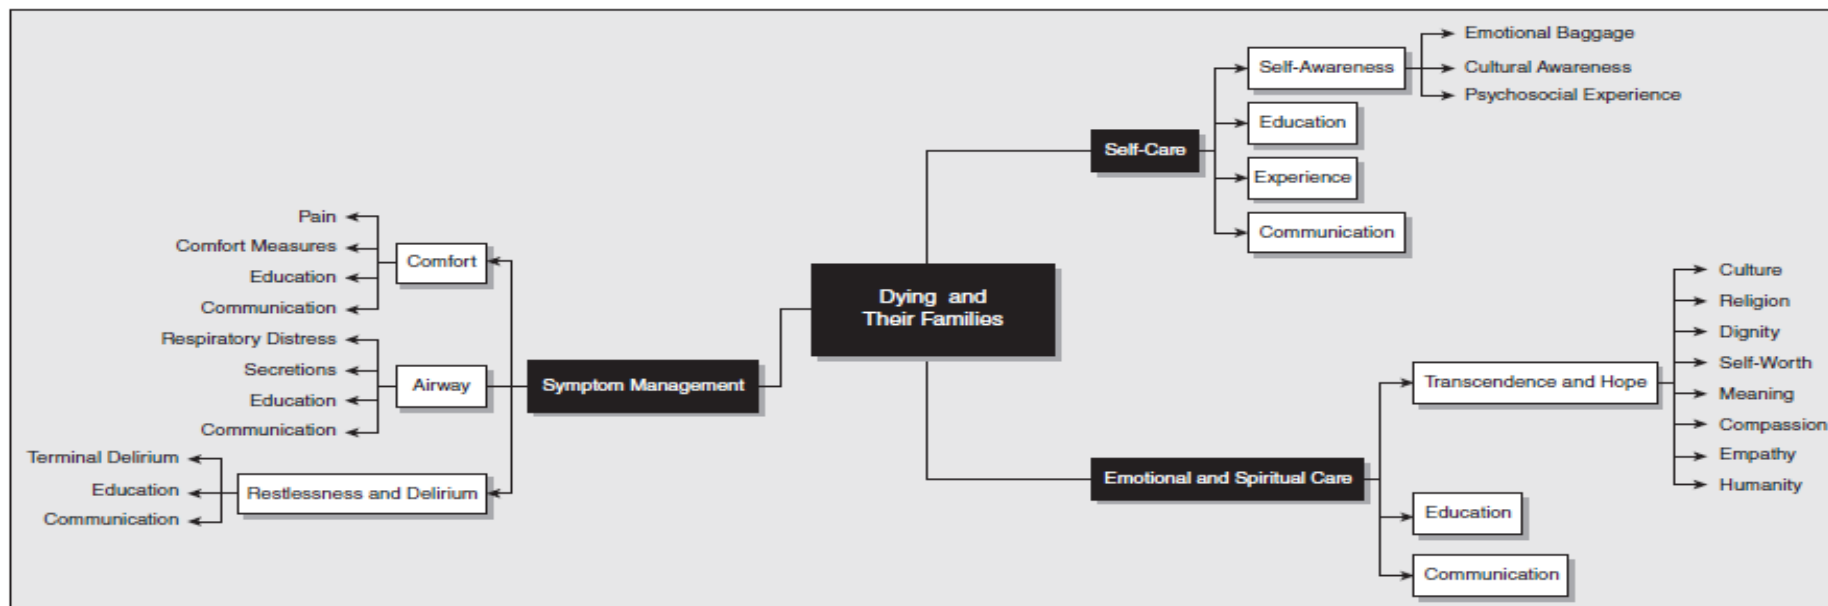 Emotional Baggage
Self-Awareness
Cultural Awareness
Psychosocial Experience
Education
Self-Care
Experience
Communication
Pain
Comfort Measures
Comfort
Education
Communication
Dying and
Their Families
Respiratory Distress
Secretions
Airway
Education
Communication
Symptom Management
Terminal Delirium
Education
Restlessness and Delirium
Communication
Culture
Religion
Dignity
Self-Worth
Transcendence and Hope
Meaning
Compassion
Empathy
Humanity
Emotional and Spiritual Care
Education
Communication